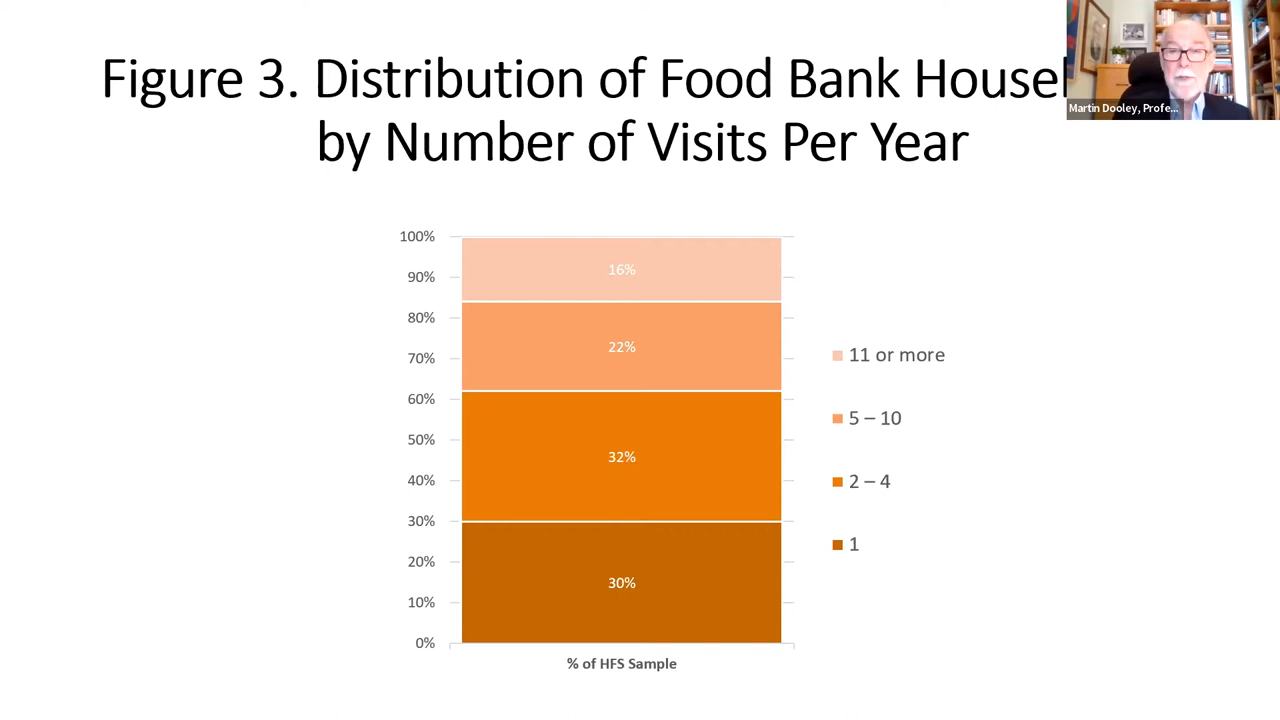 Figure 3. Distribution of Food Bank
by Number of Visits Per Year
Martin Dooley, Profe...
100%
90%
80%
70%
60%
50%
40%
30%
20%
10%
0%
16%
22%
32%
30%
11 or more
5 – 10
2 – 4
1
% of HFS Sample